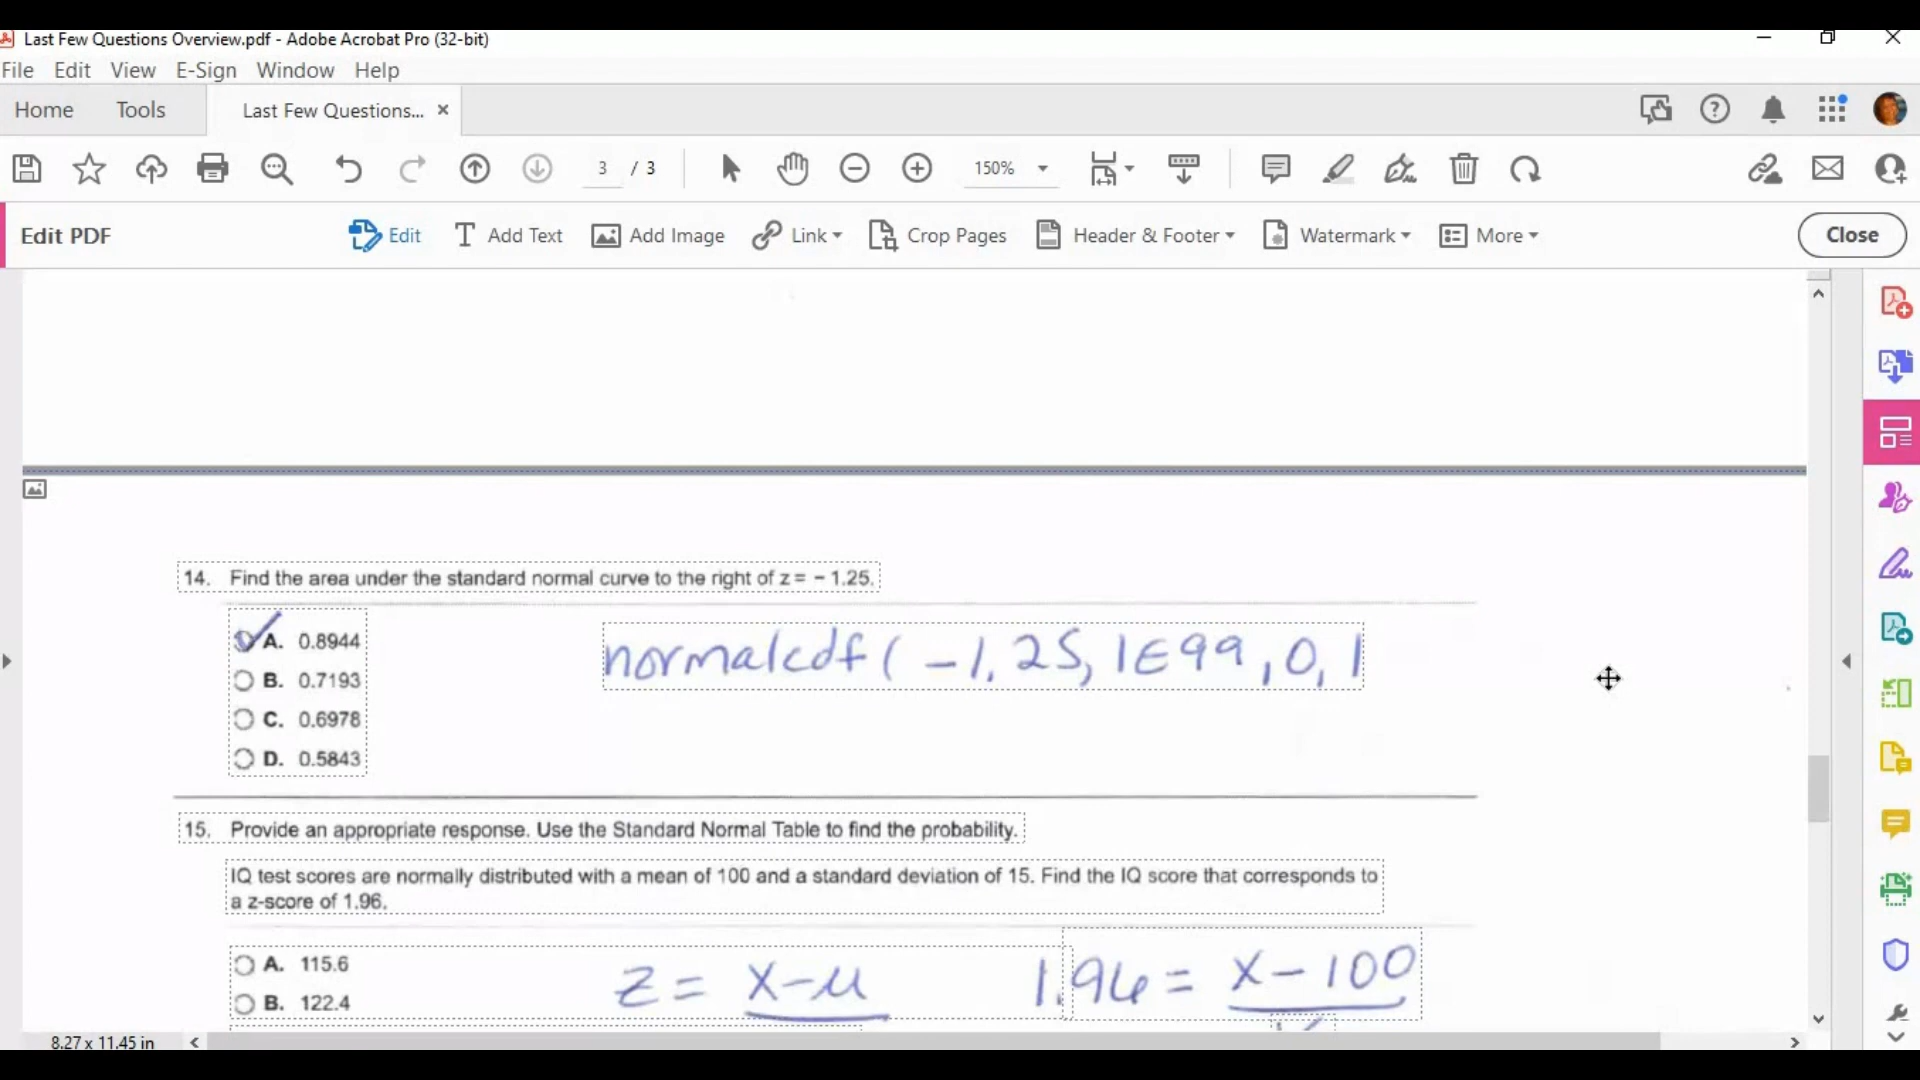 Last Few Questions Overview.pdf - Adobe Acrobat Pro (32-bit)
File Edit View E-Sign Window Help
Home Tools Last Few Questions... ×
3 / 3 150%
Edit PDF Edit Add Text Add Image Link Crop Pages Header & Footer Watermark More Close
14. Find the area under the standard normal curve to the right of z = − 1.25.
A. 0.8944
normalcdf ( −1.25, 1E99, 0, 1
B. 0.7193
C. 0.6978
D. 0.5843
15. Provide an appropriate response. Use the Standard Normal Table to find the probability.
IQ test scores are normally distributed with a mean of 100 and a standard deviation of 15. Find the IQ score that corresponds to
a z-score of 1.96.
A. 115.6
z = x − μ
1.96 = x − 100
B. 122.4
8.27 x 11.45 in